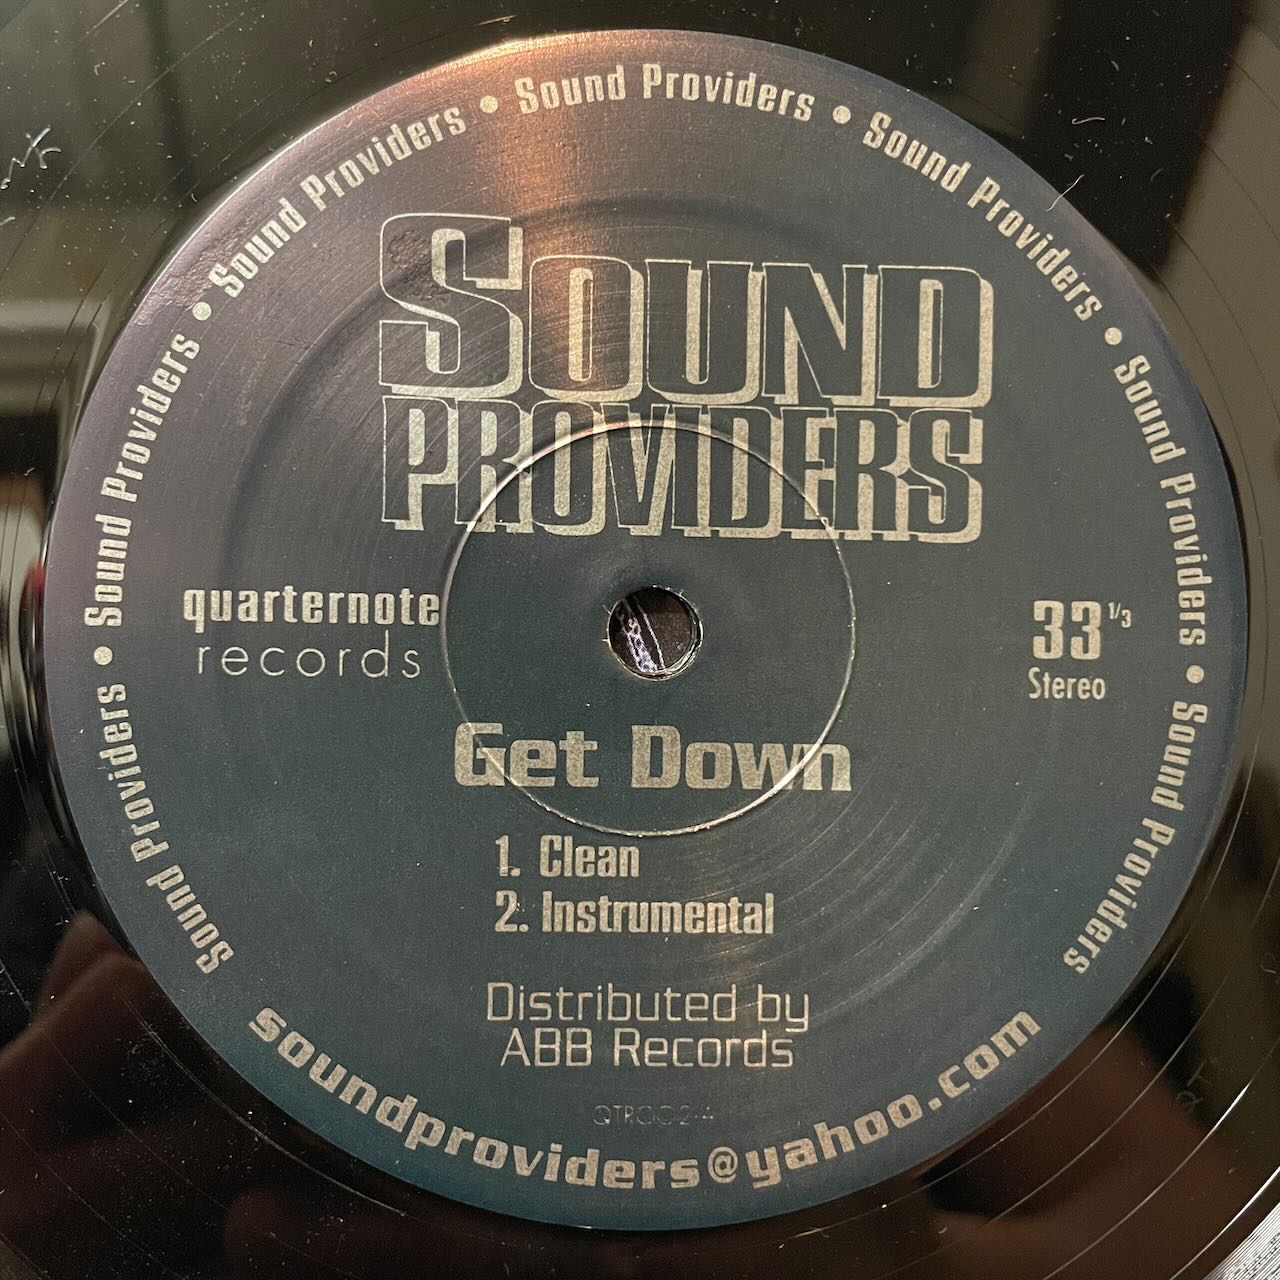 Sound Providers • Sound Providers • Sound Providers • Sound Providers • Sound Providers • Sound Providers • Sound Providers • Sound Providers
SOUND
PROVIDERS
quarternote
records
33 1/3
Stereo
Get Down
1. Clean
2. Instrumental
Distributed by
ABB Records
soundproviders@yahoo.com